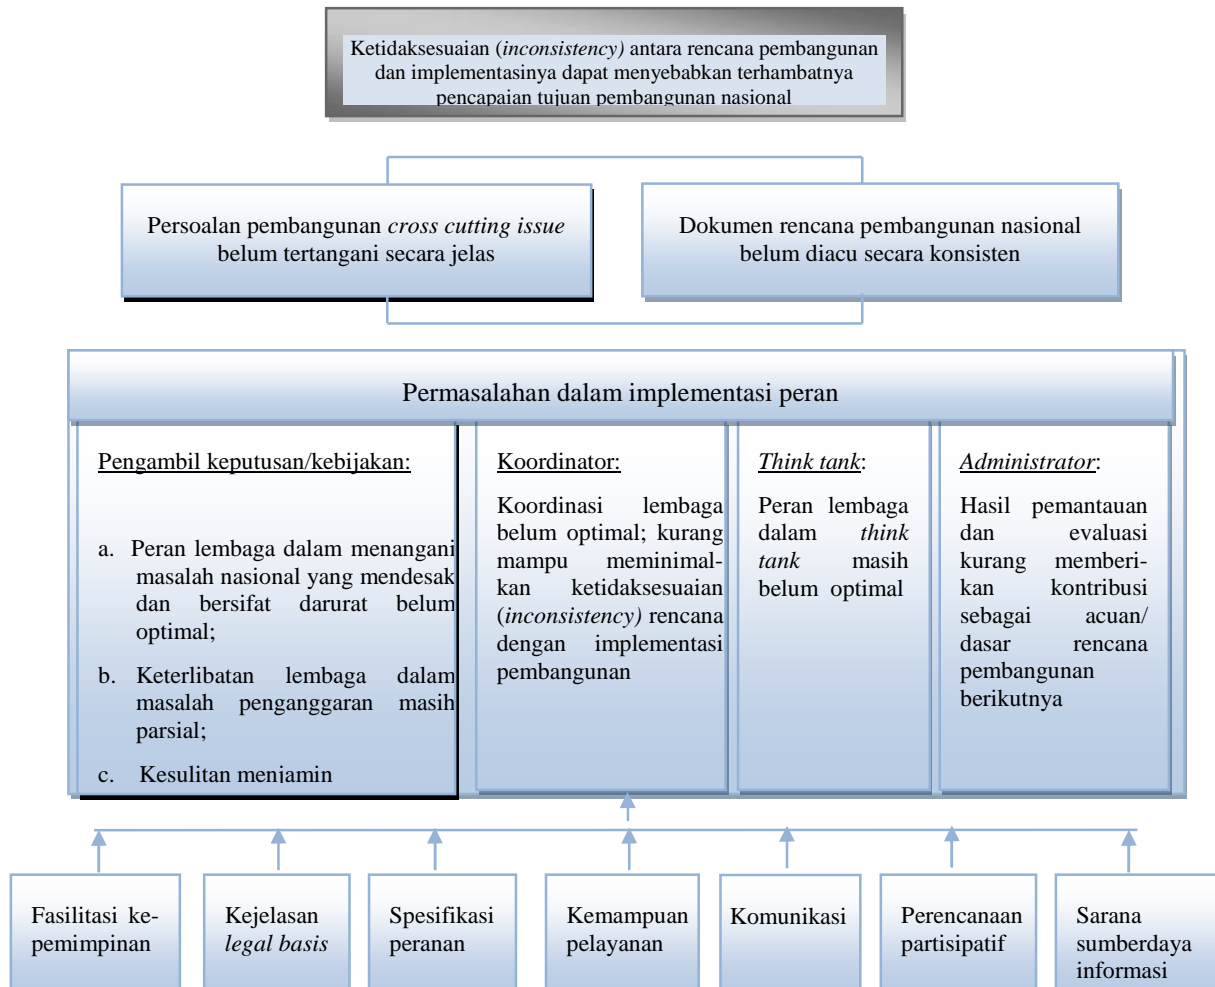 Ketidaksesuaian (inconsistency) antara rencana pembangunan
dan implementasinya dapat menyebabkan terhambatnya
pencapaian tujuan pembangunan nasional
Persoalan pembangunan cross cutting issue
belum tertangani secara jelas
Dokumen rencana pembangunan nasional
belum diacu secara konsisten
Permasalahan dalam implementasi peran
Pengambil keputusan/kebijakan:
a. Peran lembaga dalam menangani
masalah nasional yang mendesak
dan bersifat darurat belum
optimal;
b. Keterlibatan lembaga dalam
masalah penganggaran masih
parsial;
c. Kesulitan menjamin
Koordinator:
Koordinasi lembaga
belum optimal; kurang
mampu meminimal-
kan ketidaksesuaian
(inconsistency) rencana
dengan implementasi
pembangunan
Think tank:
Peran lembaga
dalam think
tank masih
belum optimal
Administrator:
Hasil pemantauan
dan evaluasi
kurang memberi-
kan kontribusi
sebagai acuan/
dasar rencana
pembangunan
berikutnya
Fasilitasi ke-
pemimpinan
Kejelasan
legal basis
Spesifikasi
peranan
Kemampuan
pelayanan
Komunikasi
Perencanaan
partisipatif
Sarana
sumberdaya
informasi